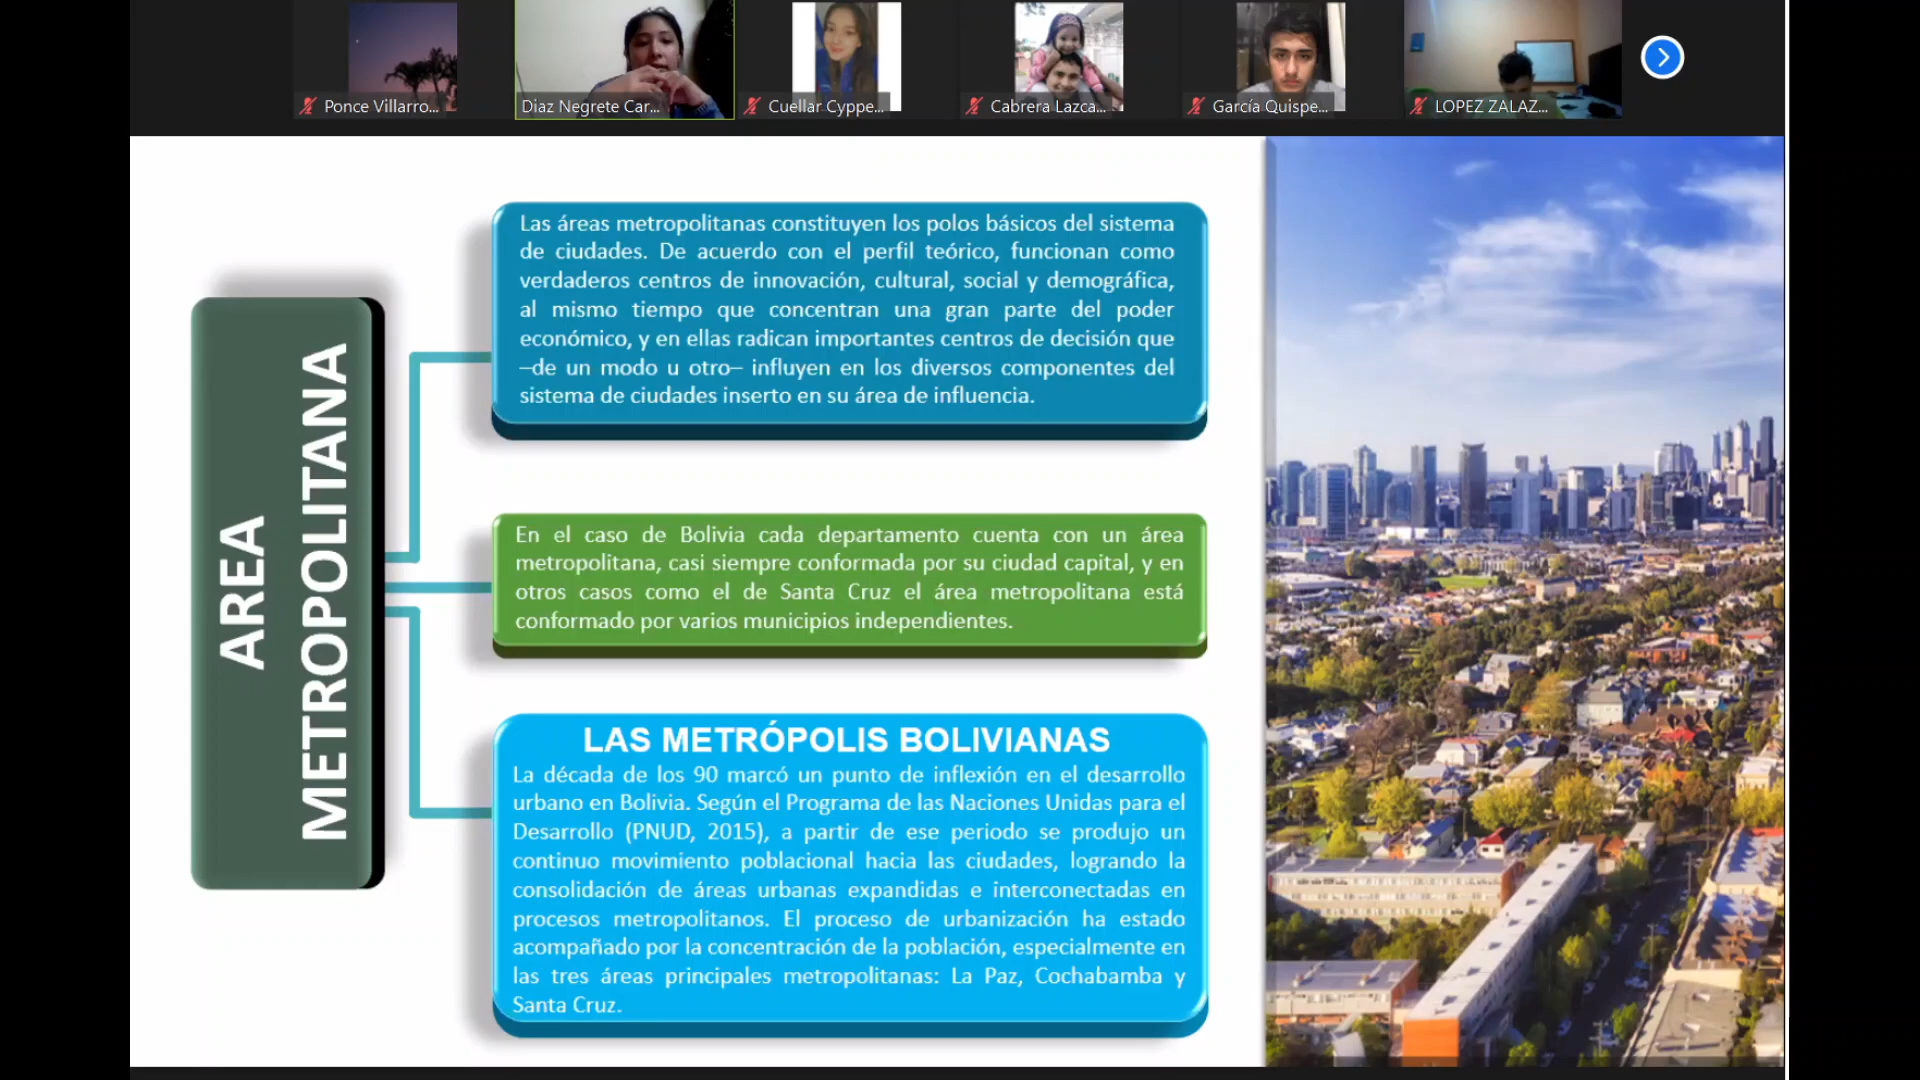 Ponce Villarro...
Diaz Negrete Car...
Cuellar Cyppe...
Cabrera Lazca...
García Quispe...
LOPEZ ZALAZ...
AREA
METROPOLITANA
Las áreas metropolitanas constituyen los polos básicos del sistema
de ciudades. De acuerdo con el perfil teórico, funcionan como
verdaderos centros de innovación, cultural, social y demográfica,
al mismo tiempo que concentran una gran parte del poder
económico, y en ellas radican importantes centros de decisión que
–de un modo u otro– influyen en los diversos componentes del
sistema de ciudades inserto en su área de influencia.
En el caso de Bolivia cada departamento cuenta con un área
metropolitana, casi siempre conformada por su ciudad capital, y en
otros casos como el de Santa Cruz el área metropolitana está
conformado por varios municipios independientes.
LAS METRÓPOLIS BOLIVIANAS
La década de los 90 marcó un punto de inflexión en el desarrollo
urbano en Bolivia. Según el Programa de las Naciones Unidas para el
Desarrollo (PNUD, 2015), a partir de ese periodo se produjo un
continuo movimiento poblacional hacia las ciudades, logrando la
consolidación de áreas urbanas expandidas e interconectadas en
procesos metropolitanos. El proceso de urbanización ha estado
acompañado por la concentración de la población, especialmente en
las tres áreas principales metropolitanas: La Paz, Cochabamba y
Santa Cruz.